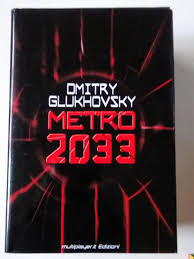 DMITRY
GLUKHOVSKY
METRO
2033
multiplayer.it Edizioni